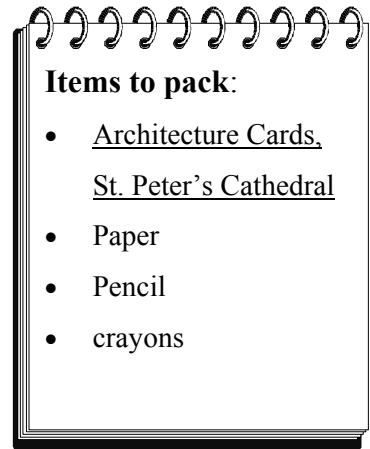 Items to pack:
• Architecture Cards,
St. Peter’s Cathedral
• Paper
• Pencil
• crayons